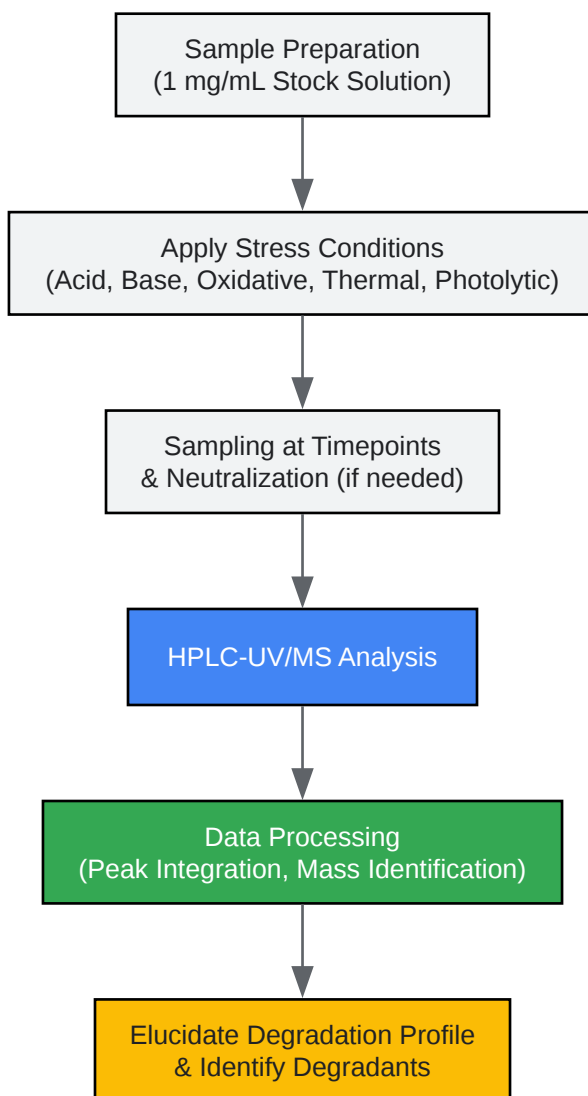 Sample Preparation
(1 mg/mL Stock Solution)
Apply Stress Conditions
(Acid, Base, Oxidative, Thermal, Photolytic)
Sampling at Timepoints
& Neutralization (if needed)
HPLC-UV/MS Analysis
Data Processing
(Peak Integration, Mass Identification)
Elucidate Degradation Profile
& Identify Degradants